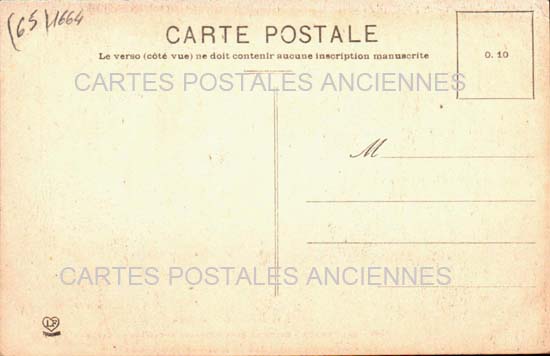 (65) 1664
CARTE POSTALE
Le verso (côté vue) ne doit contenir aucune inscription manuscrite
0. 10
CARTES POSTALES ANCIENNES
M
CARTES POSTALES ANCIENNES